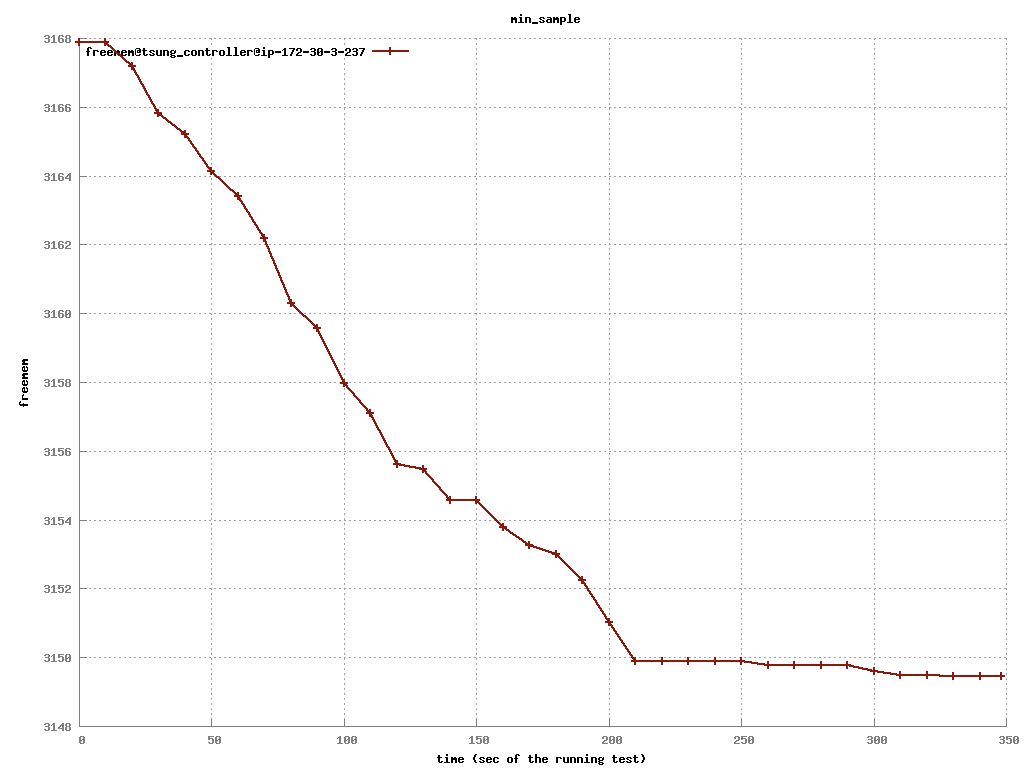 min_sample
freemem@tsung_controller@ip-172-30-3-237
3168
3166
3164
3162
3160
3158
3156
3154
3152
3150
3148
freemem
0 50 100 150 200 250 300 350
time (sec of the running test)